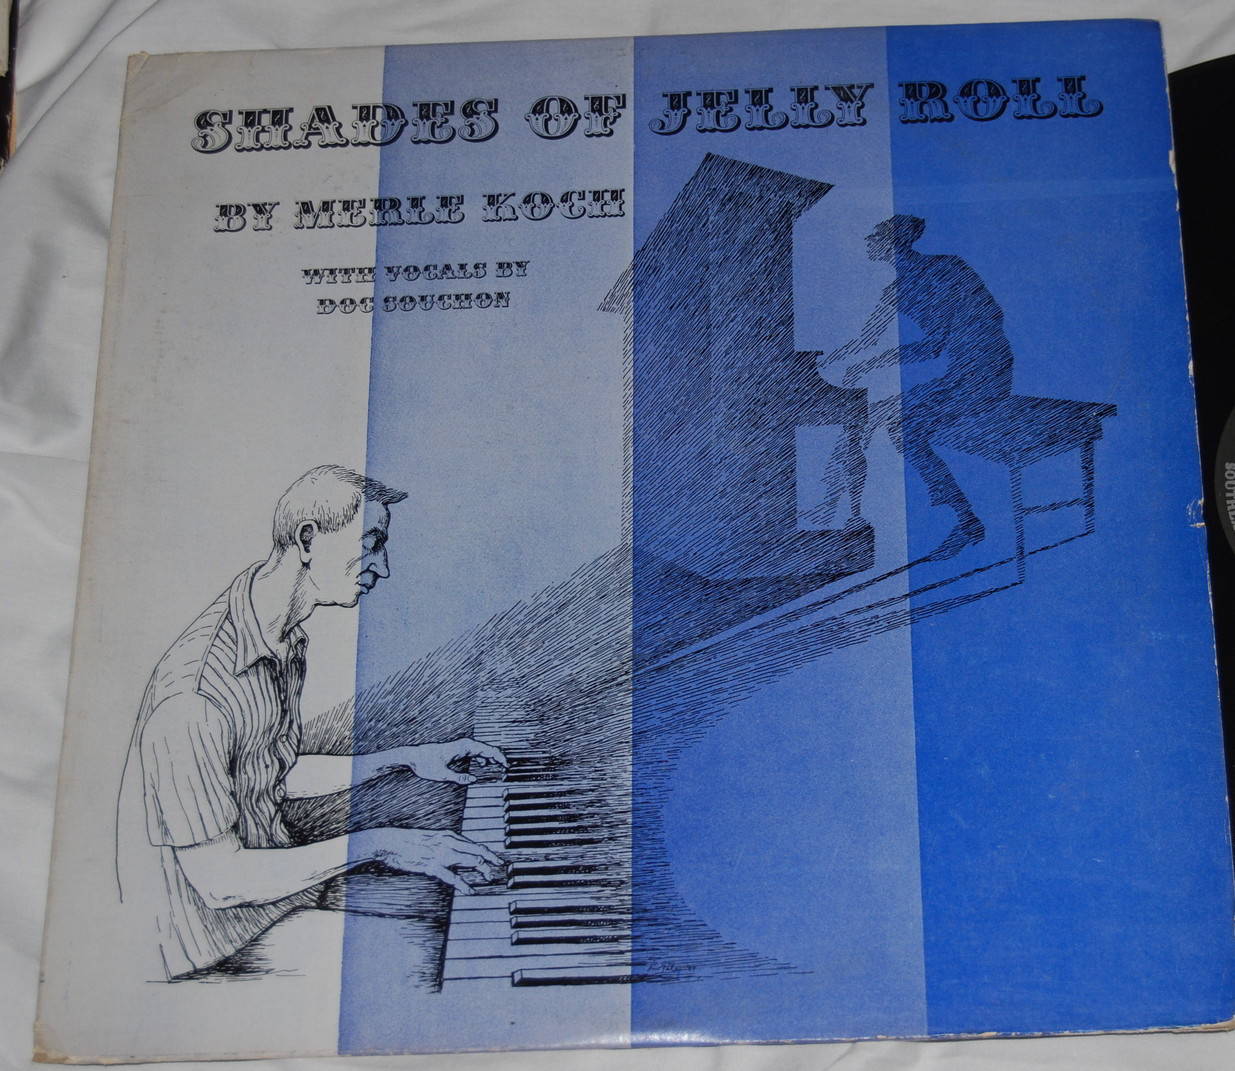 SHADES OF JELLY ROLL
BY MERLE KOCH
WITH VOCALS BY
DOC SOUCHON